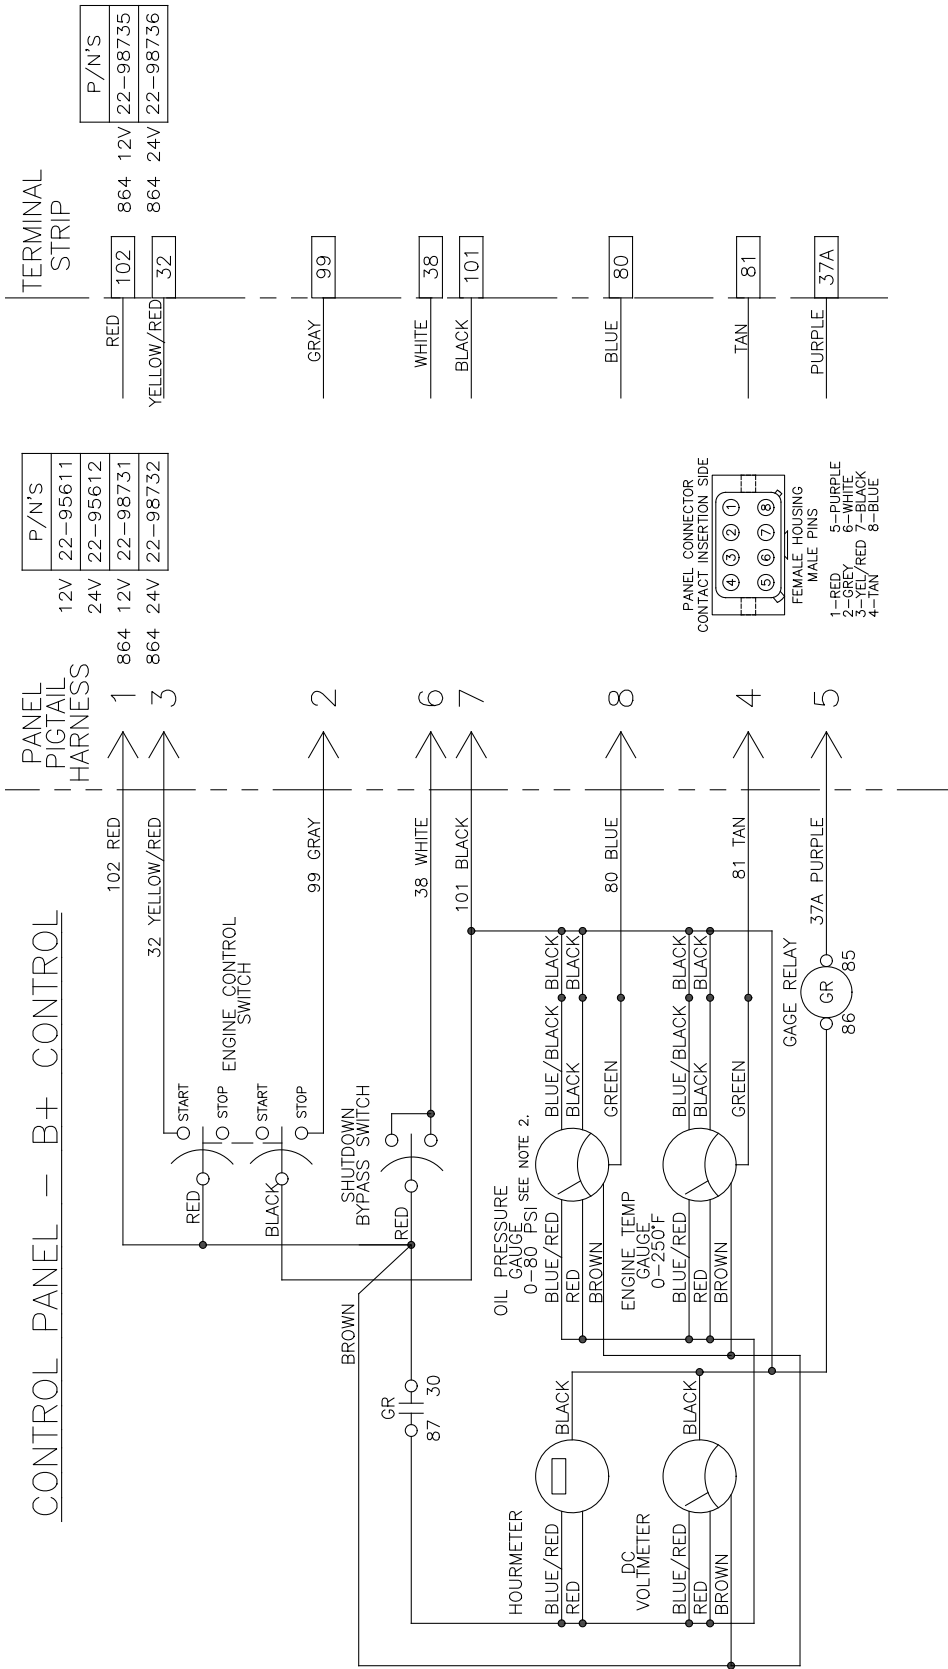 CONTROL PANEL - B+ CONTROL
PANEL
PIGTAIL
HARNESS
P/N'S
12V 22-95611
24V 22-95612
864 12V 22-98731
864 24V 22-98732
TERMINAL
STRIP
P/N'S
864 12V 22-98735
864 24V 22-98736
102 RED
1
RED
102
32 YELLOW/RED
3
YELLOW/RED
32
START
STOP
ENGINE CONTROL
SWITCH
START
STOP
RED
BLACK
99 GRAY
2
GRAY
99
SHUTDOWN
BYPASS SWITCH
RED
BROWN
38 WHITE
6
WHITE
38
101 BLACK
7
BLACK
101
GR
87
30
OIL PRESSURE
GAUGE
0-80 PSI SEE NOTE 2.
HOURMETER
BLUE/RED
RED
BLACK
BLUE/RED
RED
BROWN
BLUE/BLACK
BLACK
BLACK
BLACK
GREEN
80 BLUE
8
BLUE
80
ENGINE TEMP
GAUGE
0-250°F
DC
VOLTMETER
BLUE/RED
RED
BROWN
BLACK
BLUE/RED
RED
BROWN
BLUE/BLACK
BLACK
BLACK
BLACK
GREEN
81 TAN
4
TAN
81
GAGE RELAY
86
GR
85
37A PURPLE
5
PURPLE
37A
PANEL CONNECTOR
CONTACT INSERTION SIDE
4 3 2 1
5 6 7 8
FEMALE HOUSING
MALE PINS
1-RED 5-PURPLE
2-GREY 6-WHITE
3-YEL/RED 7-BLACK
4-TAN 8-BLUE